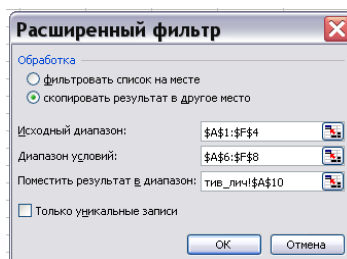 Расширенный фильтр
Обработка
фильтровать список на месте
скопировать результат в другое место
Исходный диапазон: $A$1:$F$4
Диапазон условий: $A$6:$F$8
Поместить результат в диапазон: тив_лич!$A$10
Только уникальные записи
ОК Отмена